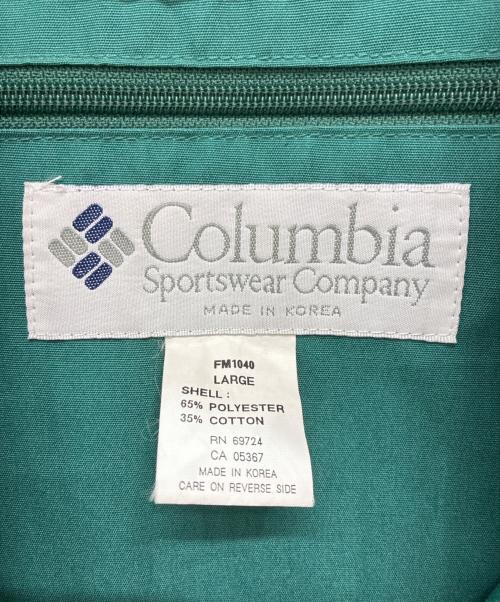 Columbia
Sportswear Company
MADE IN KOREA
FM1040
LARGE
SHELL :
65% POLYESTER
35% COTTON
RN 69724
CA 05367
MADE IN KOREA
CARE ON REVERSE SIDE